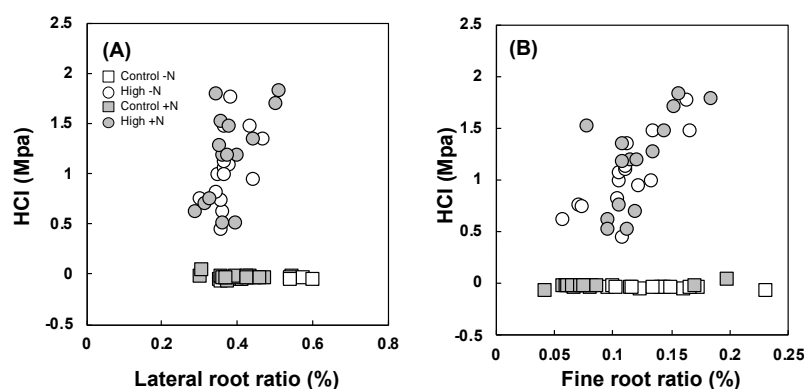 2.5
2
1.5
1
0.5
0
-0.5
HCI (Mpa)
(A)
Control -N
High -N
Control +N
High +N
0 0.2 0.4 0.6 0.8
Lateral root ratio (%)
2.5
2
1.5
1
0.5
0
-0.5
HCI (Mpa)
(B)
0 0.05 0.1 0.15 0.2 0.25
Fine root ratio (%)